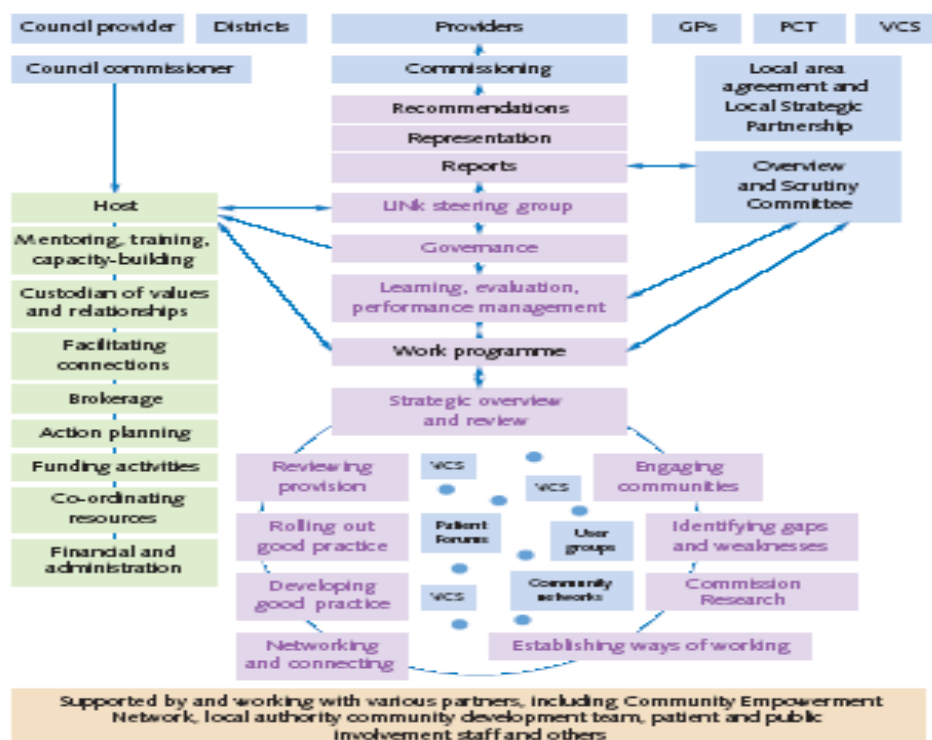 Council provider
Districts
Providers
GPs
PCT
VCS
Council commissioner
Commissioning
Local area
agreement and
Local Strategic
Partnership
Recommendations
Representation
Reports
Overview
and Scrutiny
Committee
Host
LINk steering group
Mentoring, training,
capacity-building
Governance
Custodian of values
and relationships
Learning, evaluation,
performance management
Facilitating
connections
Work programme
Brokerage
Strategic overview
and review
Action planning
Funding activities
Co-ordinating
resources
Financial and
administration
Reviewing
provision
VCS
VCS
Engaging
communities
Rolling out
good practice
Patient
Forums
User
groups
Identifying gaps
and weaknesses
Developing
good practice
VCS
Community
networks
Commission
Research
Networking
and connecting
Establishing ways of working
Supported by and working with various partners, including Community Empowerment
Network, local authority community development team, patient and public
involvement staff and others